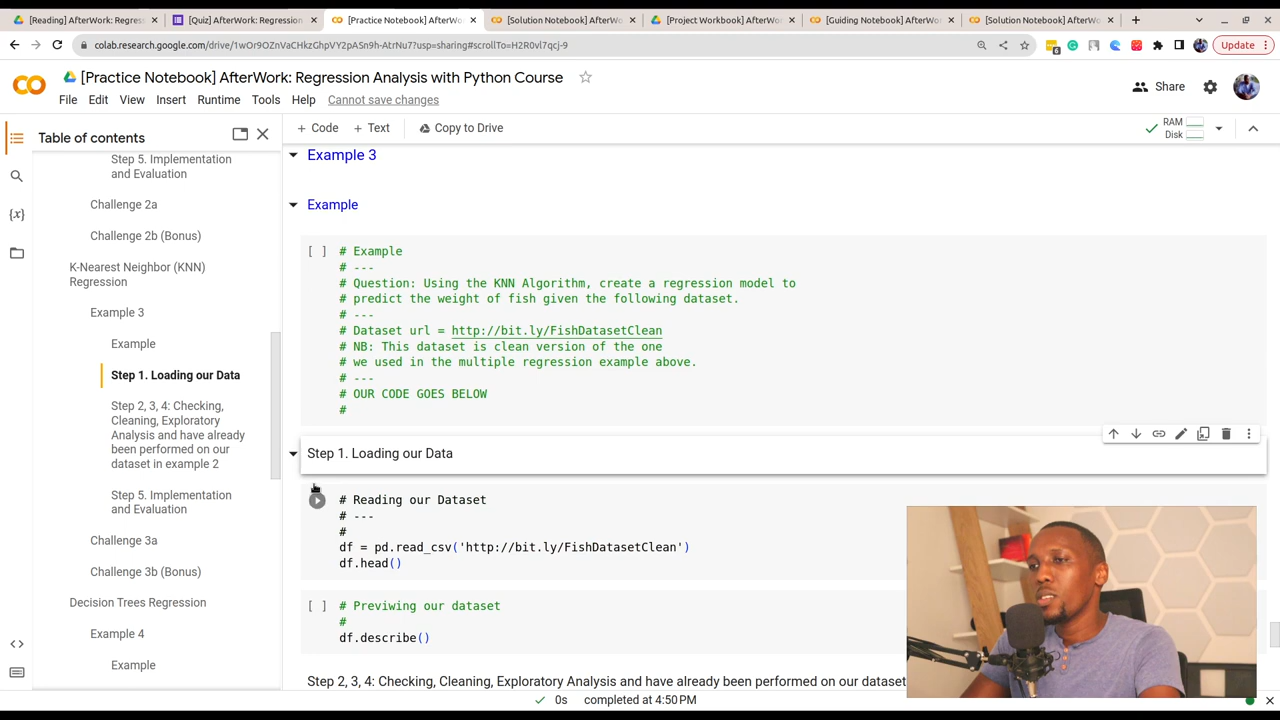 [Reading] AfterWork: Regress
[Quiz] AfterWork: Regression
[Practice Notebook] AfterWo
[Solution Notebook] AfterWo
[Project Workbook] AfterWo
[Guiding Notebook] AfterWo
[Solution Notebook] AfterWo
colab.research.google.com/drive/1wOr9OZnVaCHkzGhpVY2pASn9h-AtrNu7?usp=sharing#scrollTo=H2R0vl7qcj-9
6
Update
[Practice Notebook] AfterWork: Regression Analysis with Python Course
File Edit View Insert Runtime Tools Help Cannot save changes
Share
Table of contents
+ Code + Text Copy to Drive
RAM
Disk
Step 5. Implementation
and Evaluation
Challenge 2a
Challenge 2b (Bonus)
K-Nearest Neighbor (KNN)
Regression
Example 3
Example
Step 1. Loading our Data
Step 2, 3, 4: Checking,
Cleaning, Exploratory
Analysis and have already
been performed on our
dataset in example 2
Step 5. Implementation
and Evaluation
Challenge 3a
Challenge 3b (Bonus)
Decision Trees Regression
Example 4
Example
Example 3
Example
[ ] # Example
# ---
# Question: Using the KNN Algorithm, create a regression model to
# predict the weight of fish given the following dataset.
# ---
# Dataset url = http://bit.ly/FishDatasetClean
# NB: This dataset is clean version of the one
# we used in the multiple regression example above.
# ---
# OUR CODE GOES BELOW
#
Step 1. Loading our Data
# Reading our Dataset
# ---
#
df = pd.read_csv('http://bit.ly/FishDatasetClean')
df.head()
[ ] # Previwing our dataset
#
df.describe()
Step 2, 3, 4: Checking, Cleaning, Exploratory Analysis and have already been performed on our dataset
0s completed at 4:50 PM